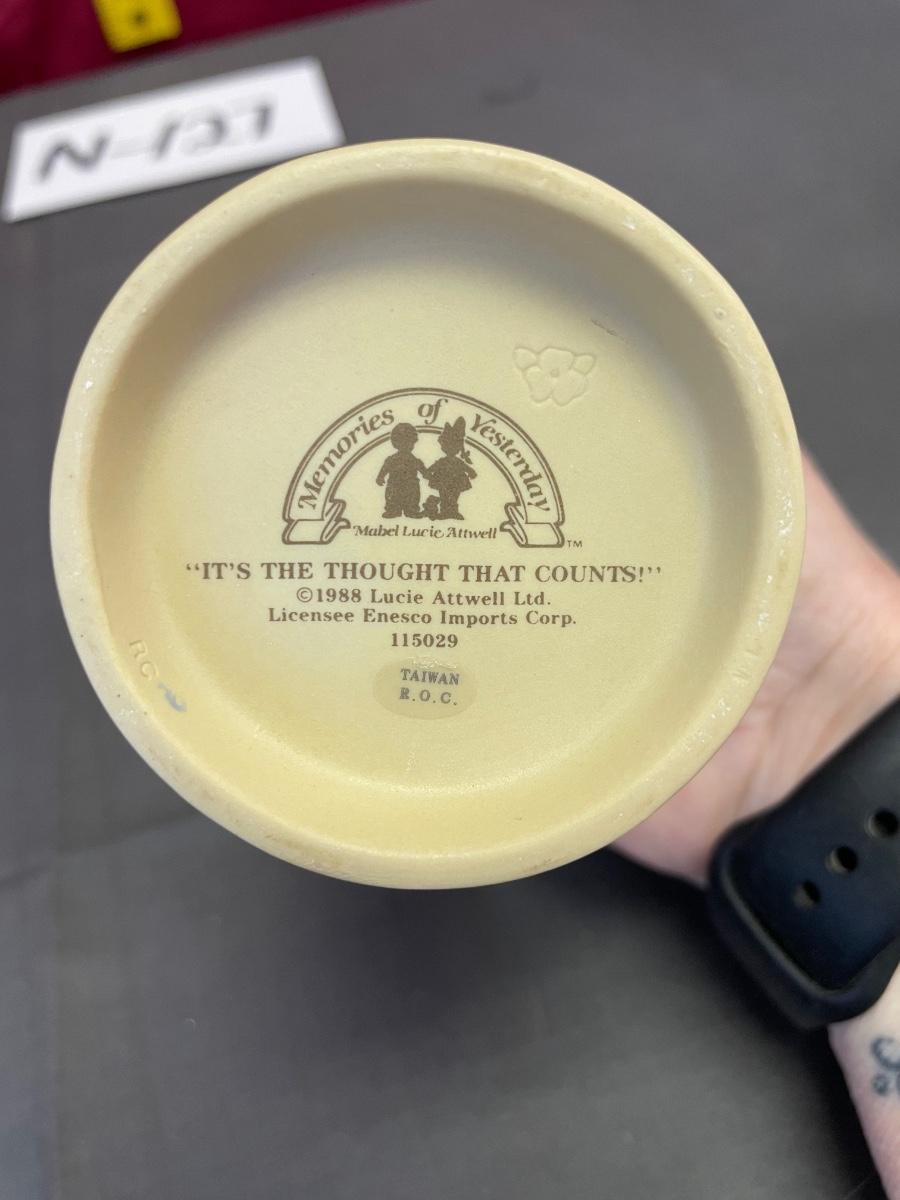 N-127
Memories of Yesterday
Mabel Lucie Attwell
TM
“IT’S THE THOUGHT THAT COUNTS!”
©1988 Lucie Attwell Ltd.
Licensee Enesco Imports Corp.
115029
TAIWAN
R.O.C.
RC